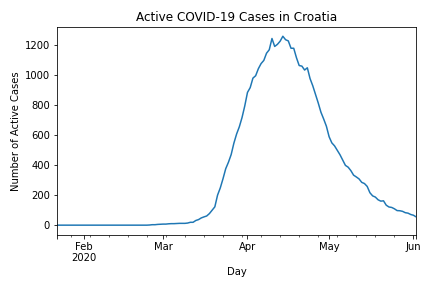 Active COVID-19 Cases in Croatia
Number of Active Cases
1200
1000
800
600
400
200
0
Feb Mar Apr May Jun
2020
Day